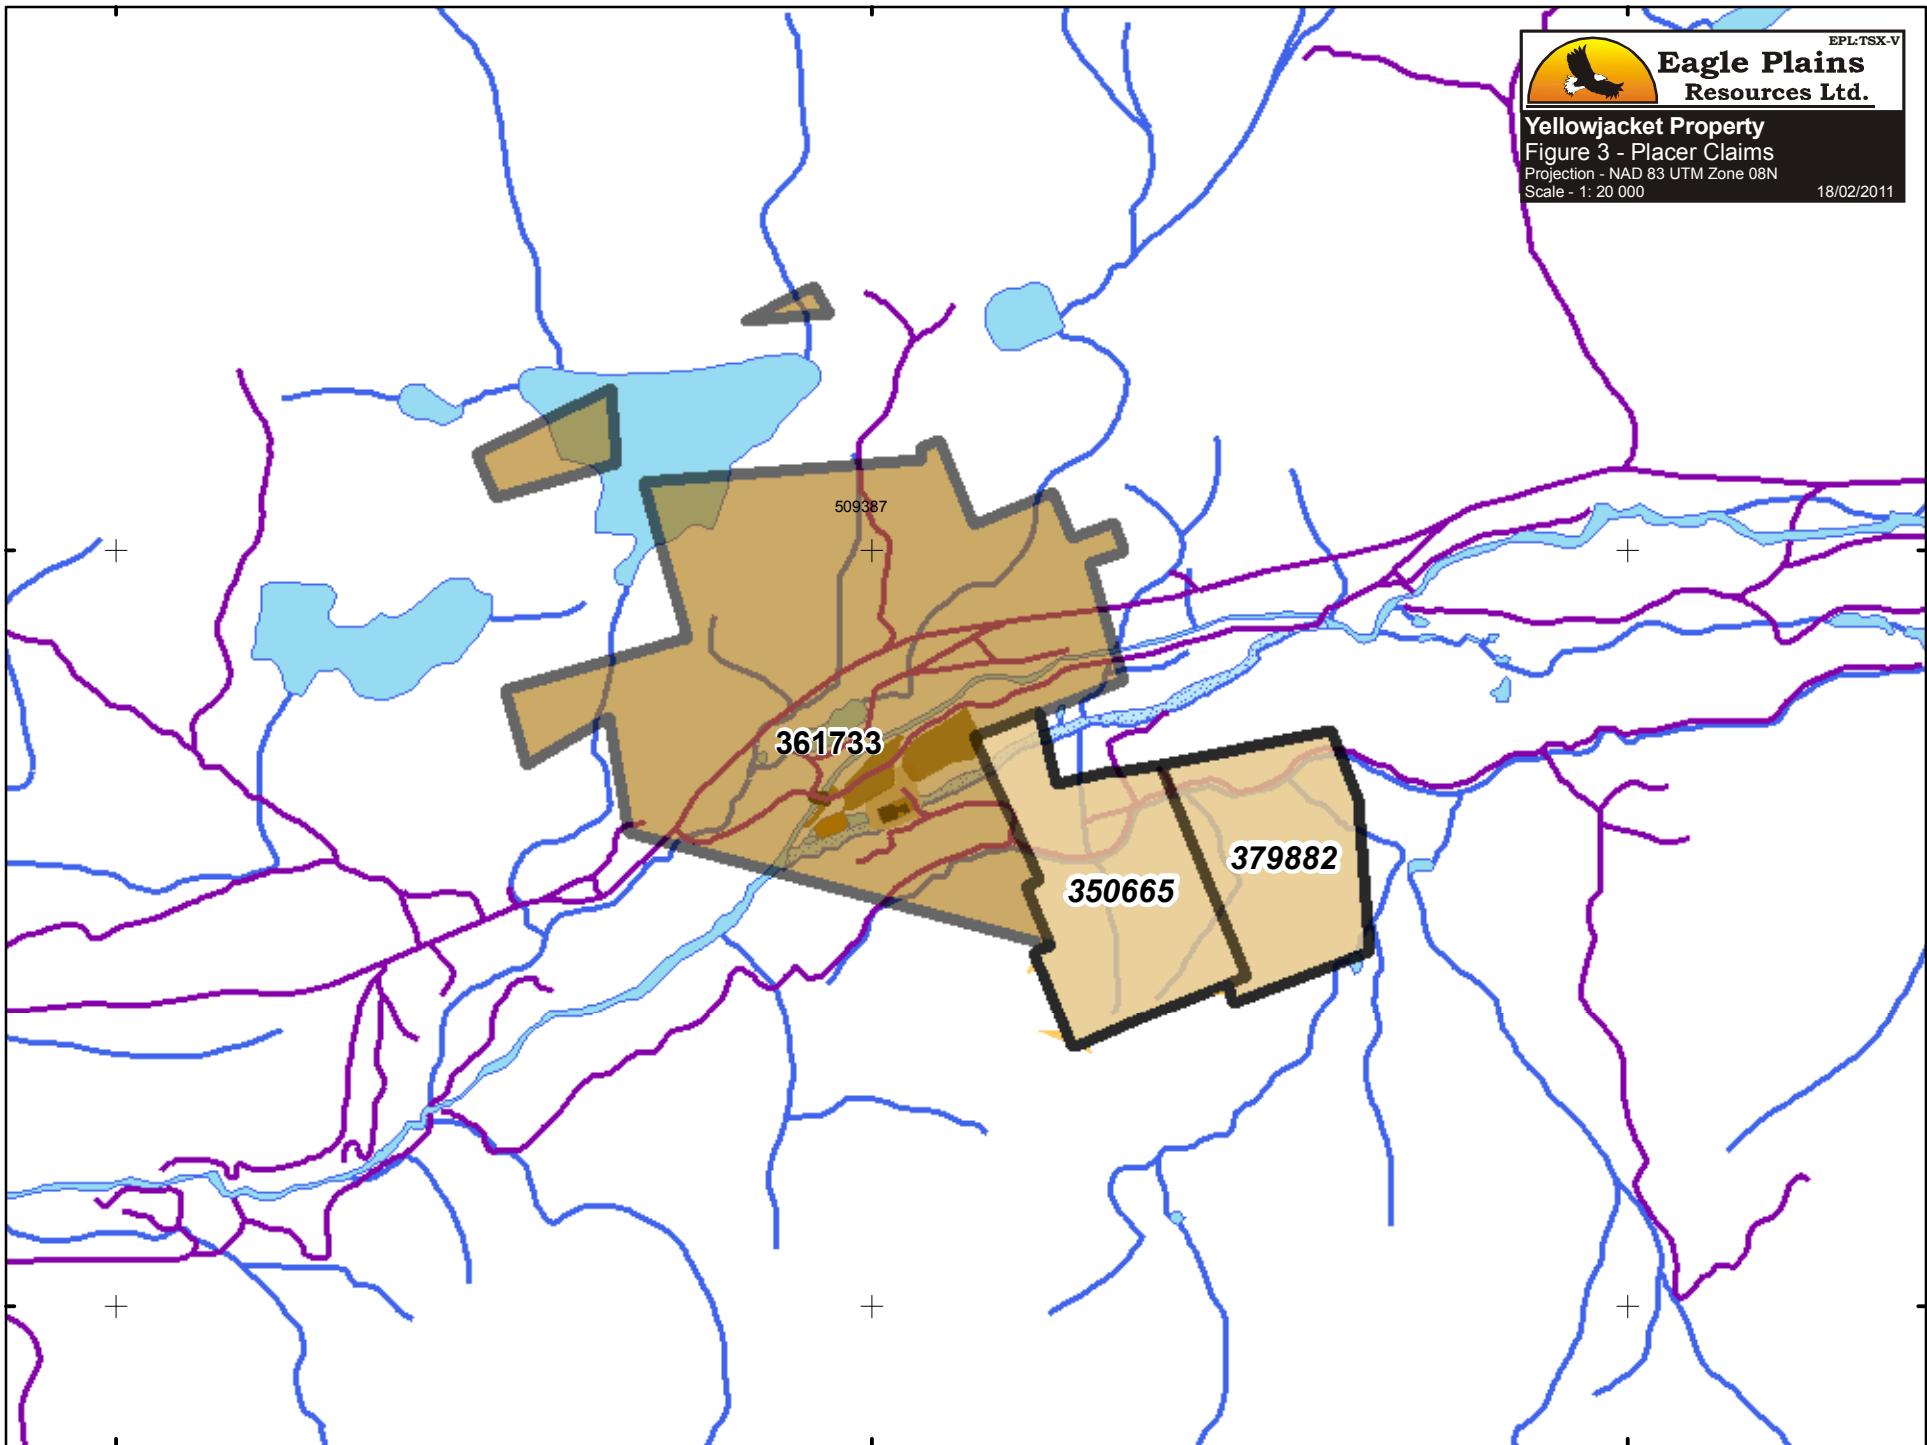 EPL:TSX-V
Eagle Plains
Resources Ltd.
Yellowjacket Property
Figure 3 - Placer Claims
Projection - NAD 83 UTM Zone 08N
Scale - 1: 20 000 18/02/2011
509387
361733
379882
350665